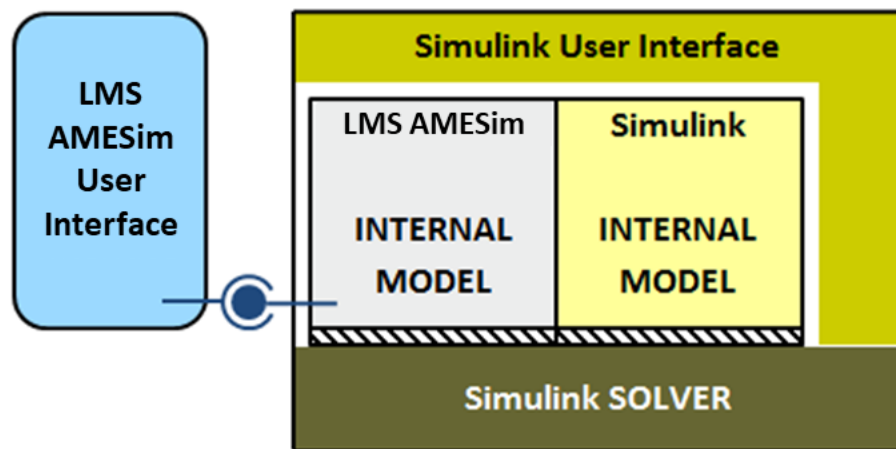 LMS
AMESim
User
Interface
Simulink User Interface
LMS AMESim
INTERNAL
MODEL
Simulink
INTERNAL
MODEL
Simulink SOLVER